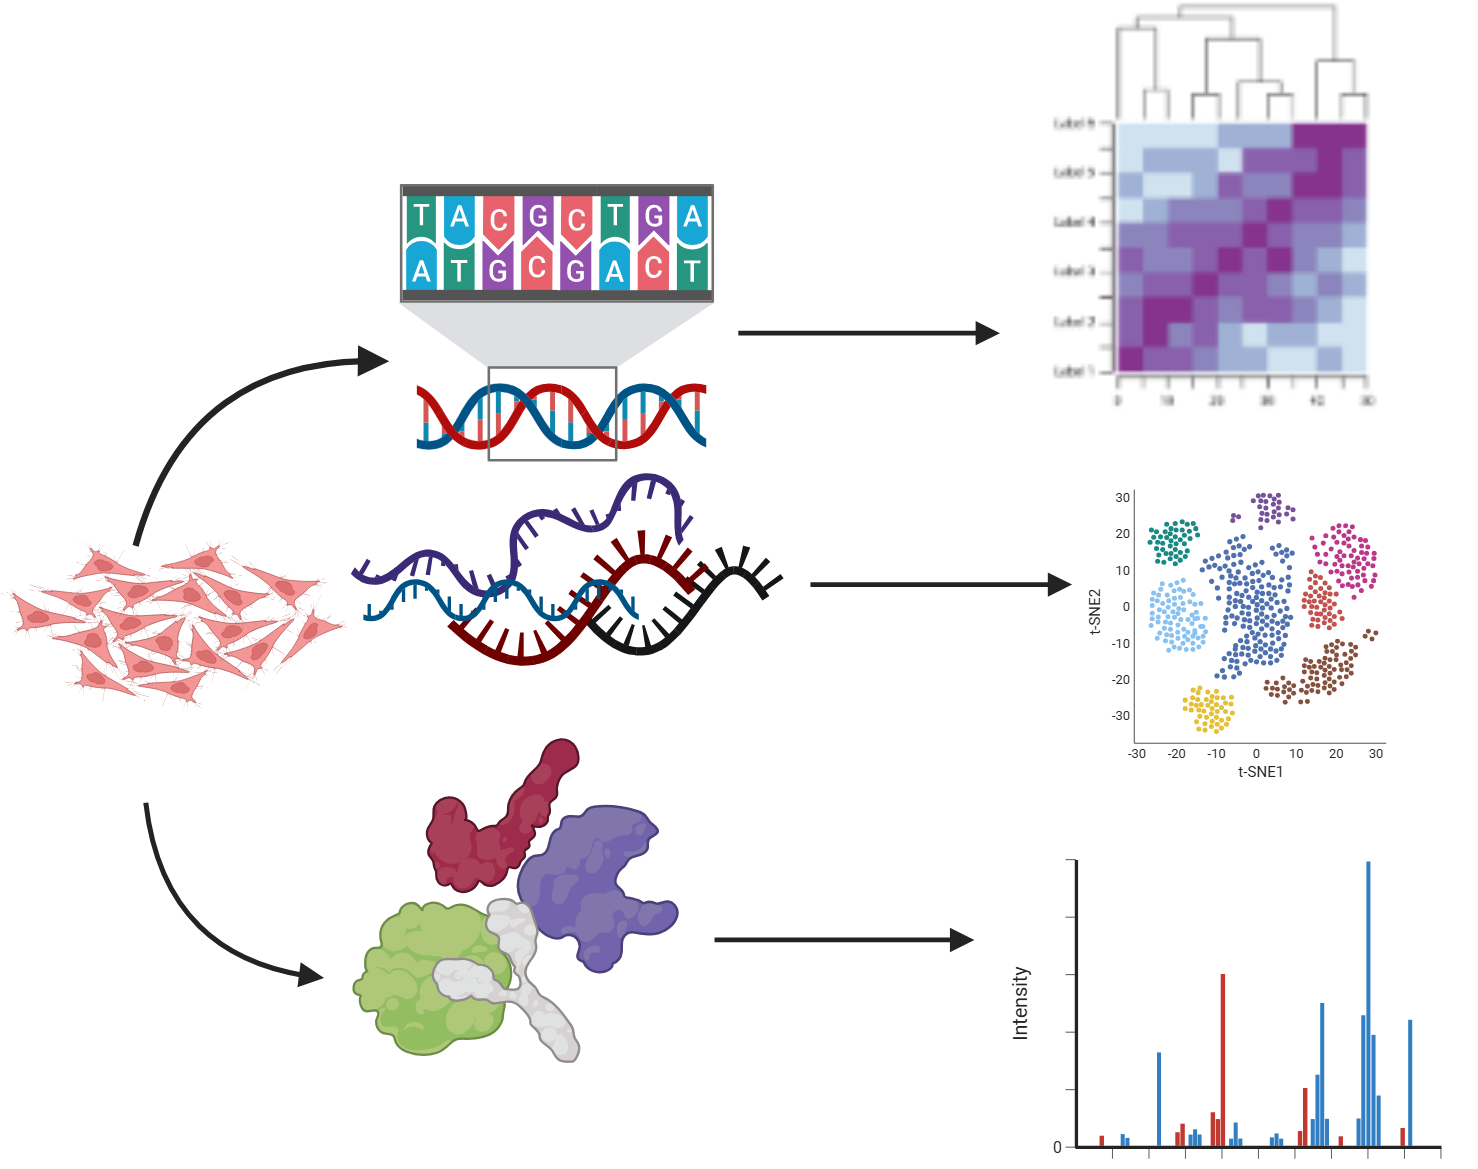 T A C G C T G A
A T G C G A C T
Label 6
Label 5
Label 4
Label 3
Label 2
Label 1
0 10 20 30 40 50
30
20
10
0
-10
-20
-30
t-SNE2
-30 -20 -10 0 10 20 30
t-SNE1
Intensity
0